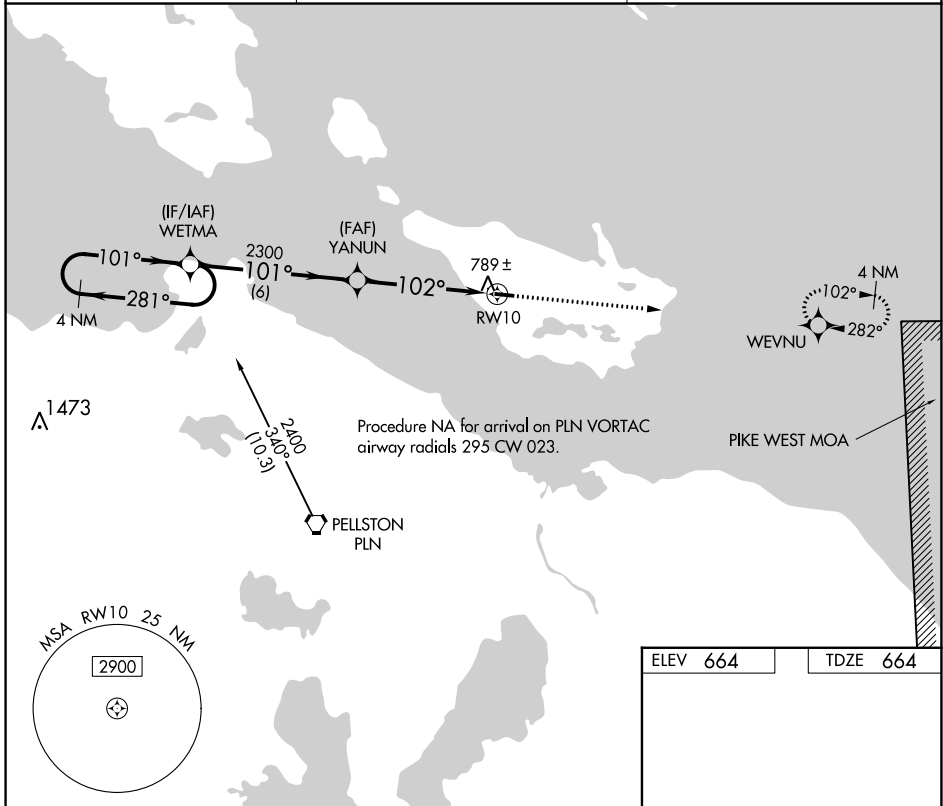 (IF/IAF)
WETMA
(FAF)
YANUN
101°
2300
101°
(6)
102°
789 ±
RW10
281°
4 NM
4 NM
102°
282°
WEVNU
1473
2400
340°
(10.3)
Procedure NA for arrival on PLN VORTAC
airway radials 295 CW 023.
PIKE WEST MOA
PELLSTON
PLN
MSA RW10 25 NM
2900
ELEV 664
TDZE 664